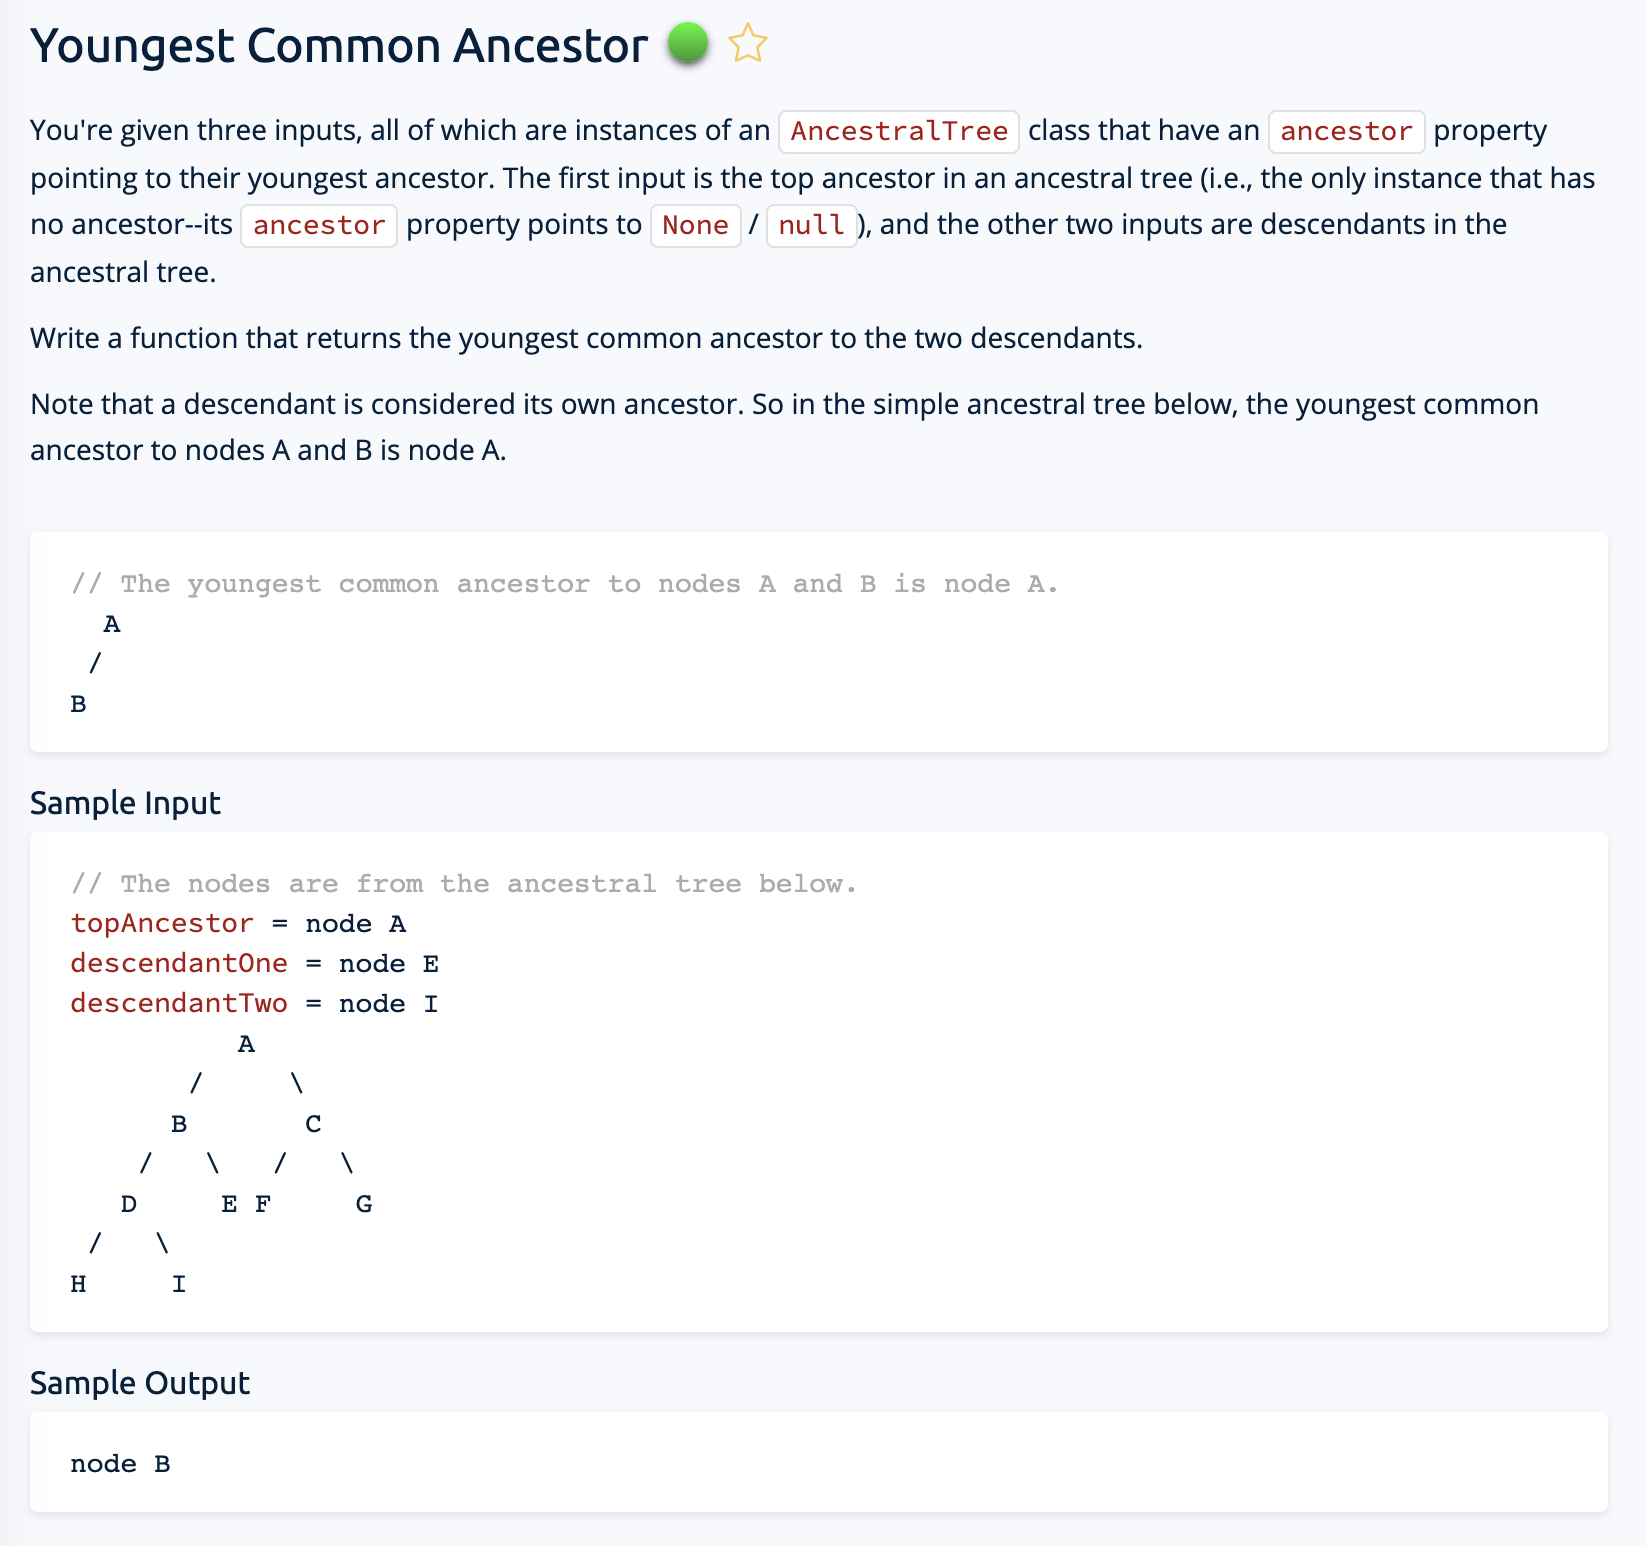 Youngest Common Ancestor
You're given three inputs, all of which are instances of an AncestralTree class that have an ancestor property
pointing to their youngest ancestor. The first input is the top ancestor in an ancestral tree (i.e., the only instance that has
no ancestor--its ancestor property points to None / null), and the other two inputs are descendants in the
ancestral tree.
Write a function that returns the youngest common ancestor to the two descendants.
Note that a descendant is considered its own ancestor. So in the simple ancestral tree below, the youngest common
ancestor to nodes A and B is node A.
// The youngest common ancestor to nodes A and B is node A.
  A
 /
B
Sample Input
// The nodes are from the ancestral tree below.
topAncestor = node A
descendantOne = node E
descendantTwo = node I
          A
       /     \
      B       C
    /   \   /   \
   D     E F     G
 /   \
H     I
Sample Output
node B